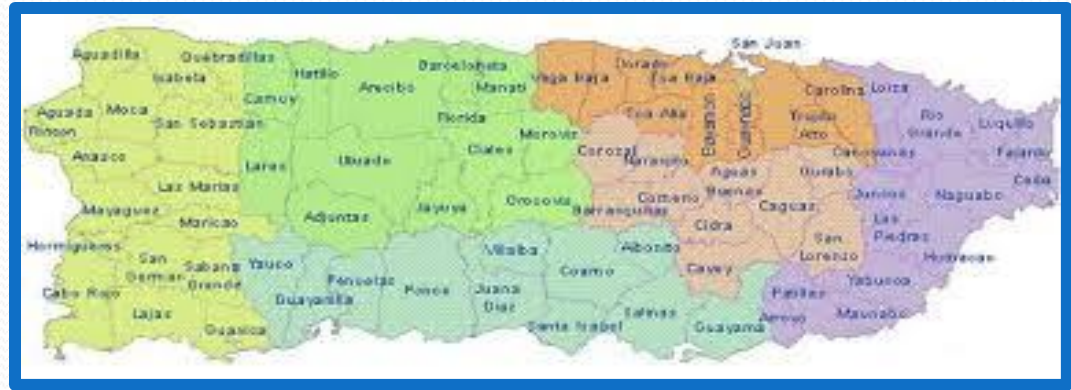 San Juan
Aguadilla
Quebradillas
Isabela
Hatillo
Barceloneta
Arecibo
Manati
Camuy
Vega Baja
Dorado
Toa Baja
Carolina
Loiza
Aguada
Moca
San Sebastian
Rincon
Florida
Morovis
Toa Alta
Bayamon
Guaynabo
Trujillo
Alto
Rio
Grande
Luquillo
Anasco
Lares
Utuado
Ciales
Corozal
Naranjito
Canovanas
Fajardo
Aguas
Buenas
Gurabo
Ceiba
Las Marias
Mayaguez
Maricao
Adjuntas
Jayuya
Orocovis
Barranquitas
Comerio
Caguas
Juncos
Naguabo
Cidra
Las
Piedras
Hormigueros
San
German
Sabana
Grande
Yauco
Penuelas
Guayanilla
Ponce
Villalba
Juana
Diaz
Coamo
Aibonito
Cayey
San
Lorenzo
Humacao
Cabo Rojo
Lajas
Guanica
Santa Isabel
Salinas
Guayama
Patillas
Arroyo
Yabucoa
Maunabo